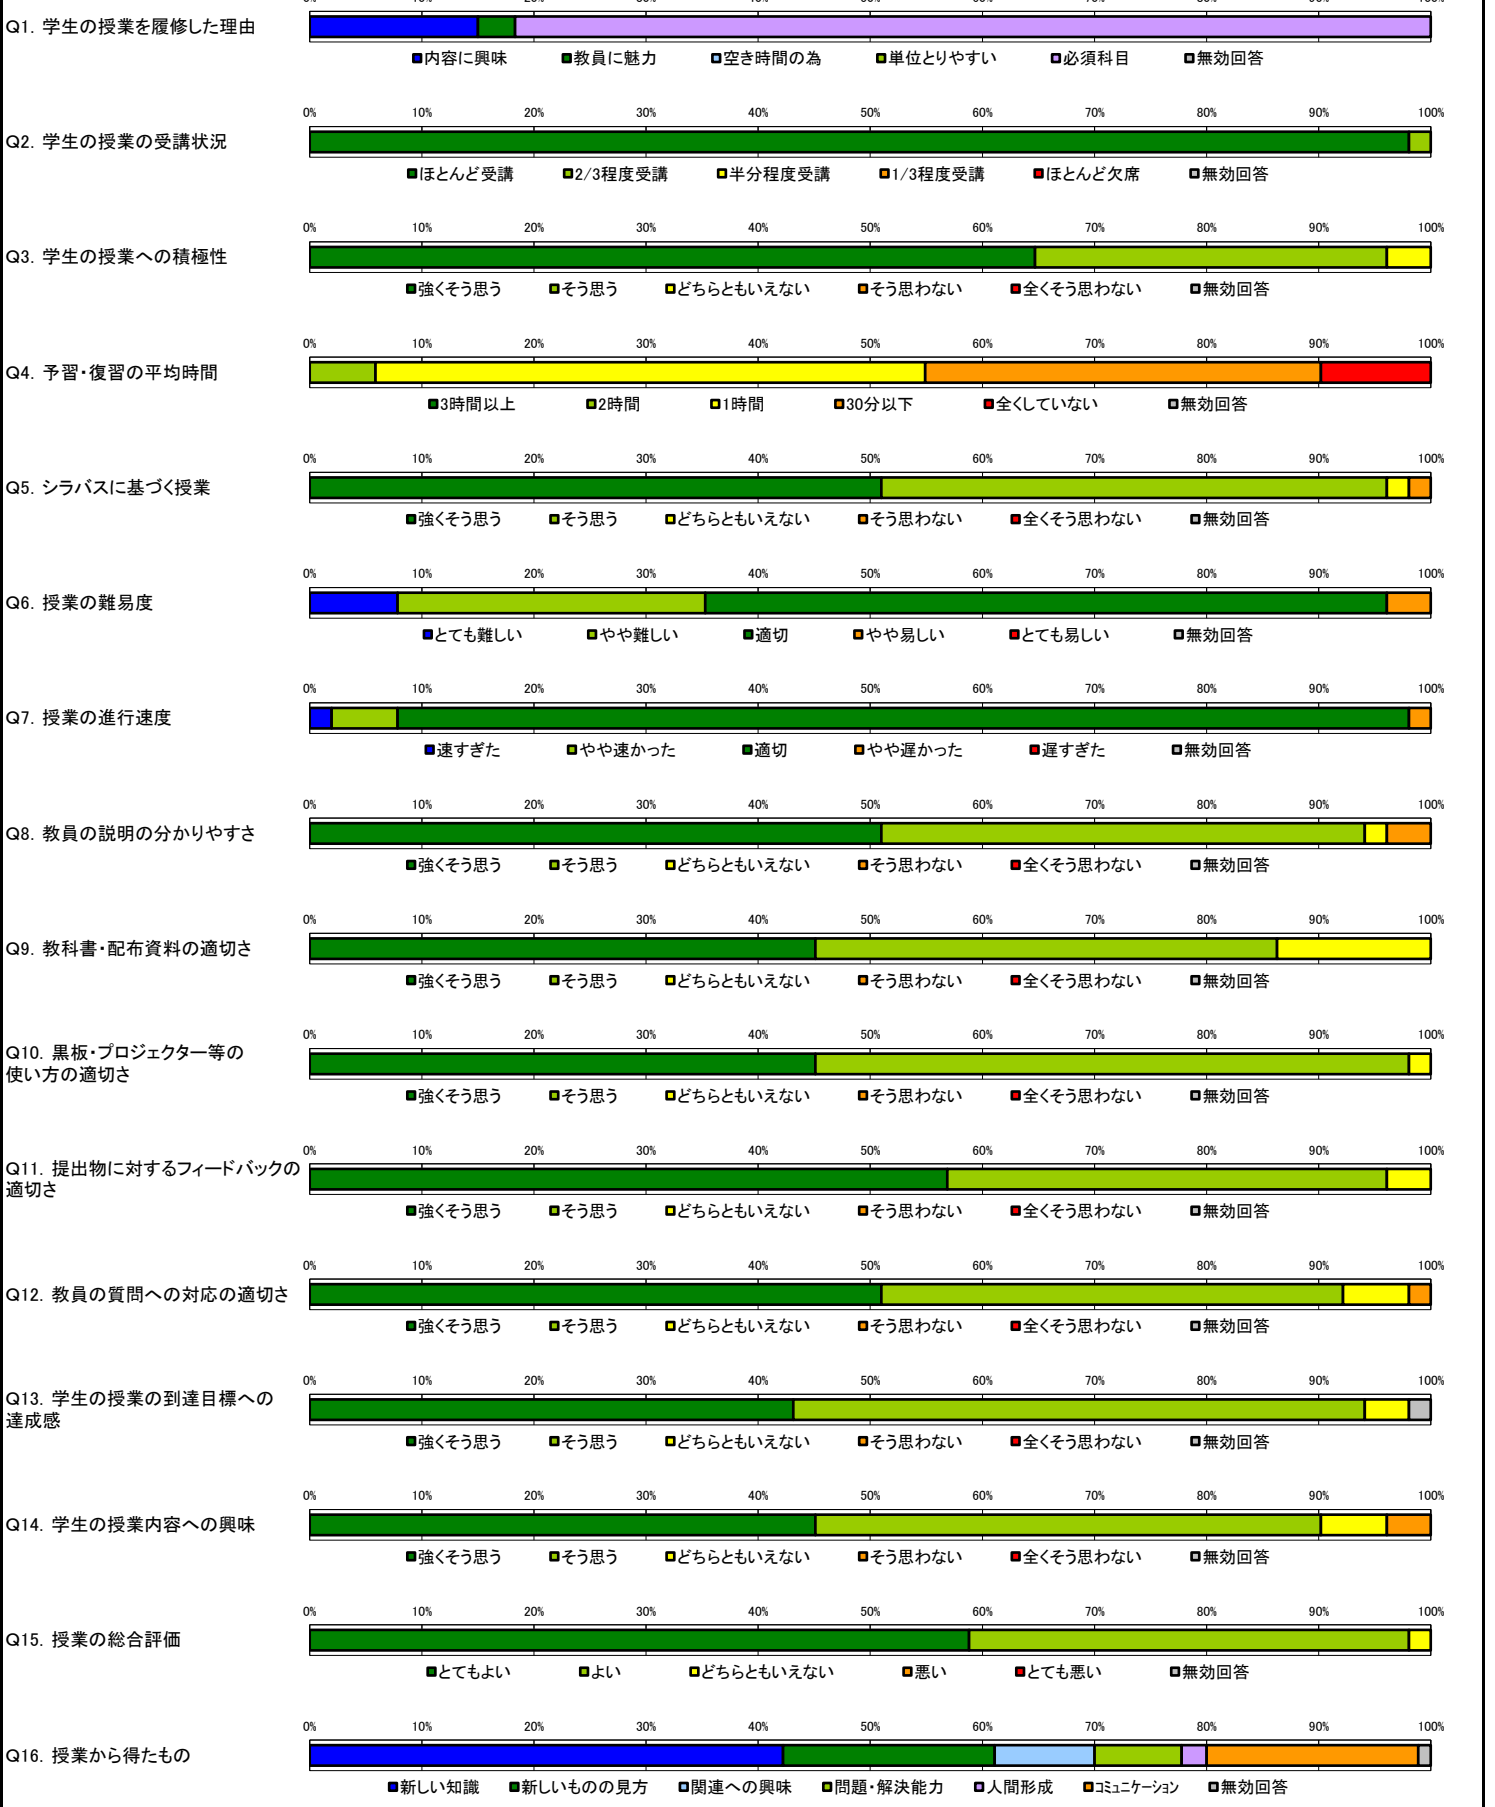 Q1. 学生の授業を履修した理由
■内容に興味 ■教員に魅力 ■空き時間の為 ■単位とりやすい ■必須科目 ■無効回答
0% 10% 20% 30% 40% 50% 60% 70% 80% 90% 100%
Q2. 学生の授業の受講状況
■ほとんど受講 ■2/3程度受講 ■半分程度受講 ■1/3程度受講 ■ほとんど欠席 ■無効回答
0% 10% 20% 30% 40% 50% 60% 70% 80% 90% 100%
Q3. 学生の授業への積極性
■強くそう思う ■そう思う ■どちらともいえない ■そう思わない ■全くそう思わない ■無効回答
0% 10% 20% 30% 40% 50% 60% 70% 80% 90% 100%
Q4. 予習・復習の平均時間
■3時間以上 ■2時間 ■1時間 ■30分以下 ■全くしていない ■無効回答
0% 10% 20% 30% 40% 50% 60% 70% 80% 90% 100%
Q5. シラバスに基づく授業
■強くそう思う ■そう思う ■どちらともいえない ■そう思わない ■全くそう思わない ■無効回答
0% 10% 20% 30% 40% 50% 60% 70% 80% 90% 100%
Q6. 授業の難易度
■とても難しい ■やや難しい ■適切 ■やや易しい ■とても易しい ■無効回答
0% 10% 20% 30% 40% 50% 60% 70% 80% 90% 100%
Q7. 授業の進行速度
■速すぎた ■やや速かった ■適切 ■やや遅かった ■遅すぎた ■無効回答
0% 10% 20% 30% 40% 50% 60% 70% 80% 90% 100%
Q8. 教員の説明の分かりやすさ
■強くそう思う ■そう思う ■どちらともいえない ■そう思わない ■全くそう思わない ■無効回答
0% 10% 20% 30% 40% 50% 60% 70% 80% 90% 100%
Q9. 教科書・配布資料の適切さ
■強くそう思う ■そう思う ■どちらともいえない ■そう思わない ■全くそう思わない ■無効回答
0% 10% 20% 30% 40% 50% 60% 70% 80% 90% 100%
Q10. 黒板・プロジェクター等の
使い方の適切さ
■強くそう思う ■そう思う ■どちらともいえない ■そう思わない ■全くそう思わない ■無効回答
0% 10% 20% 30% 40% 50% 60% 70% 80% 90% 100%
Q11. 提出物に対するフィードバックの
適切さ
■強くそう思う ■そう思う ■どちらともいえない ■そう思わない ■全くそう思わない ■無効回答
0% 10% 20% 30% 40% 50% 60% 70% 80% 90% 100%
Q12. 教員の質問への対応の適切さ
■強くそう思う ■そう思う ■どちらともいえない ■そう思わない ■全くそう思わない ■無効回答
0% 10% 20% 30% 40% 50% 60% 70% 80% 90% 100%
Q13. 学生の授業の到達目標への
達成感
■強くそう思う ■そう思う ■どちらともいえない ■そう思わない ■全くそう思わない ■無効回答
0% 10% 20% 30% 40% 50% 60% 70% 80% 90% 100%
Q14. 学生の授業内容への興味
■強くそう思う ■そう思う ■どちらともいえない ■そう思わない ■全くそう思わない ■無効回答
0% 10% 20% 30% 40% 50% 60% 70% 80% 90% 100%
Q15. 授業の総合評価
■とてもよい ■よい ■どちらともいえない ■悪い ■とても悪い ■無効回答
0% 10% 20% 30% 40% 50% 60% 70% 80% 90% 100%
Q16. 授業から得たもの
■新しい知識 ■新しいものの見方 ■関連への興味 ■問題・解決能力 ■人間形成 ■コミュニケーション ■無効回答